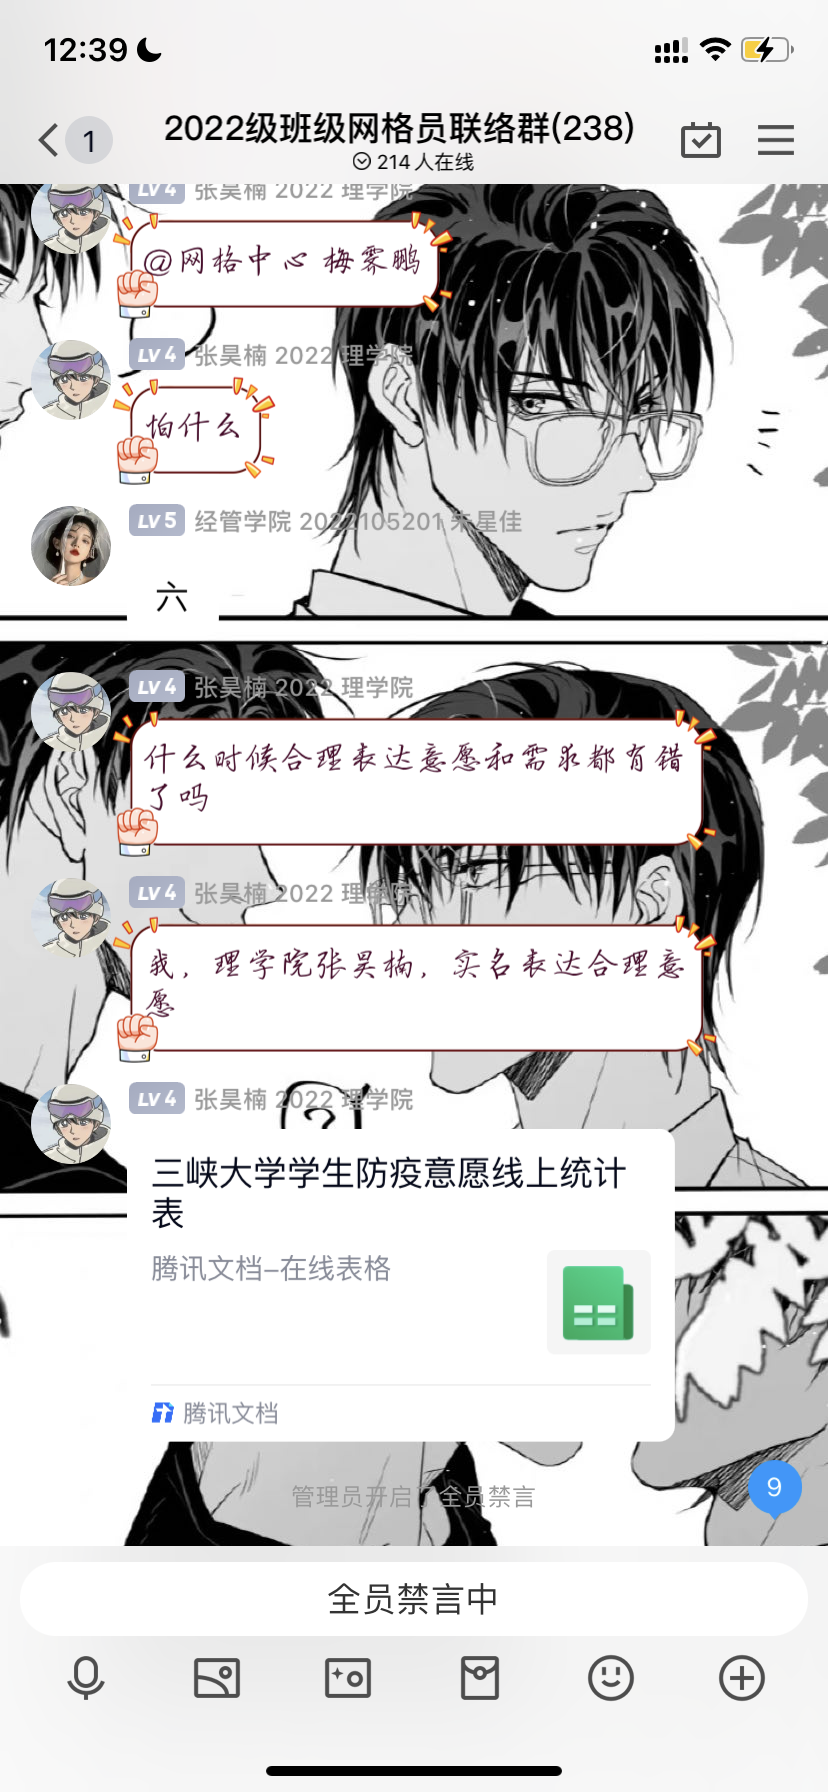 12:39
1
2022级班级网格员联络群(238)
214人在线
LV 4 张昊楠 2022 理学院
@网格中心 梅霁鹏
LV 4 张昊楠 2022 理学院
怕什么
LV 5 经管学院 2022105201 朱星佳
六
LV 4 张昊楠 2022 理学院
什么时候合理表达意愿和需求都有错
了吗
LV 4 张昊楠 2022 理学院
我，理学院张昊楠，实名表达合理意
愿
LV 4 张昊楠 2022 理学院
?
三峡大学学生防疫意愿线上统计
表
腾讯文档-在线表格
腾讯文档
管理员开启了全员禁言
9
全员禁言中